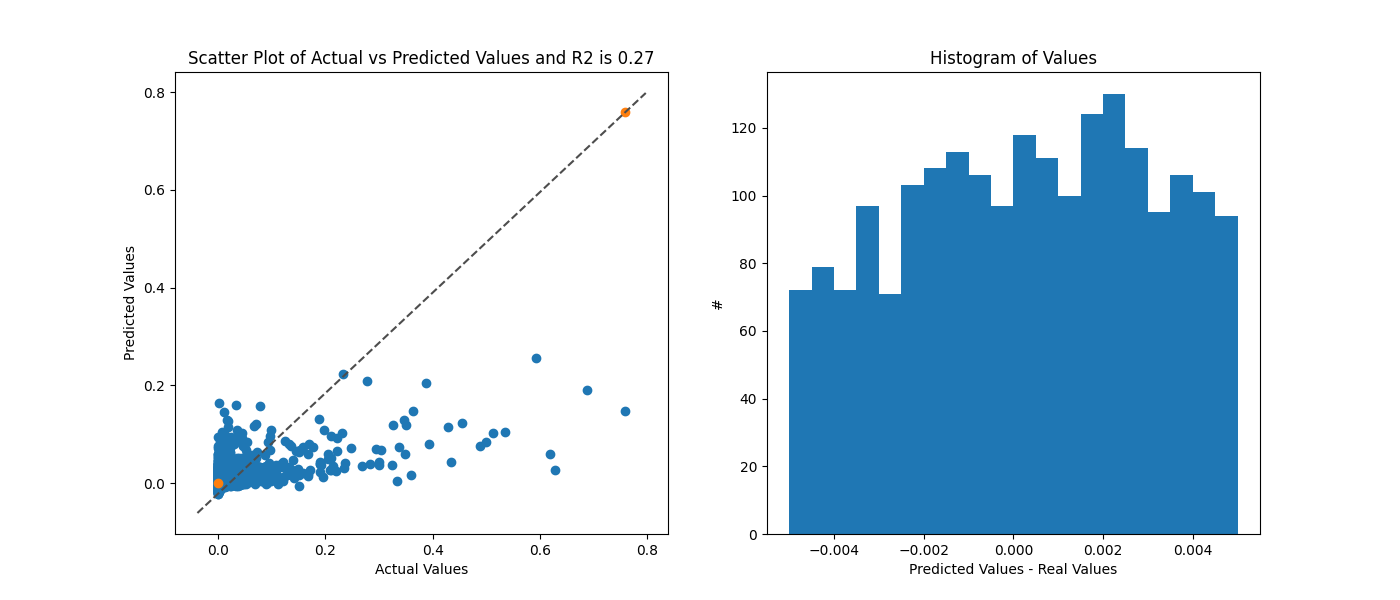 Scatter Plot of Actual vs Predicted Values and R2 is 0.27
0.8
0.6
0.4
0.2
0.0
Predicted Values
0.0 0.2 0.4 0.6 0.8
Actual Values
Histogram of Values
120
100
80
60
40
20
0
#
−0.004 −0.002 0.000 0.002 0.004
Predicted Values - Real Values